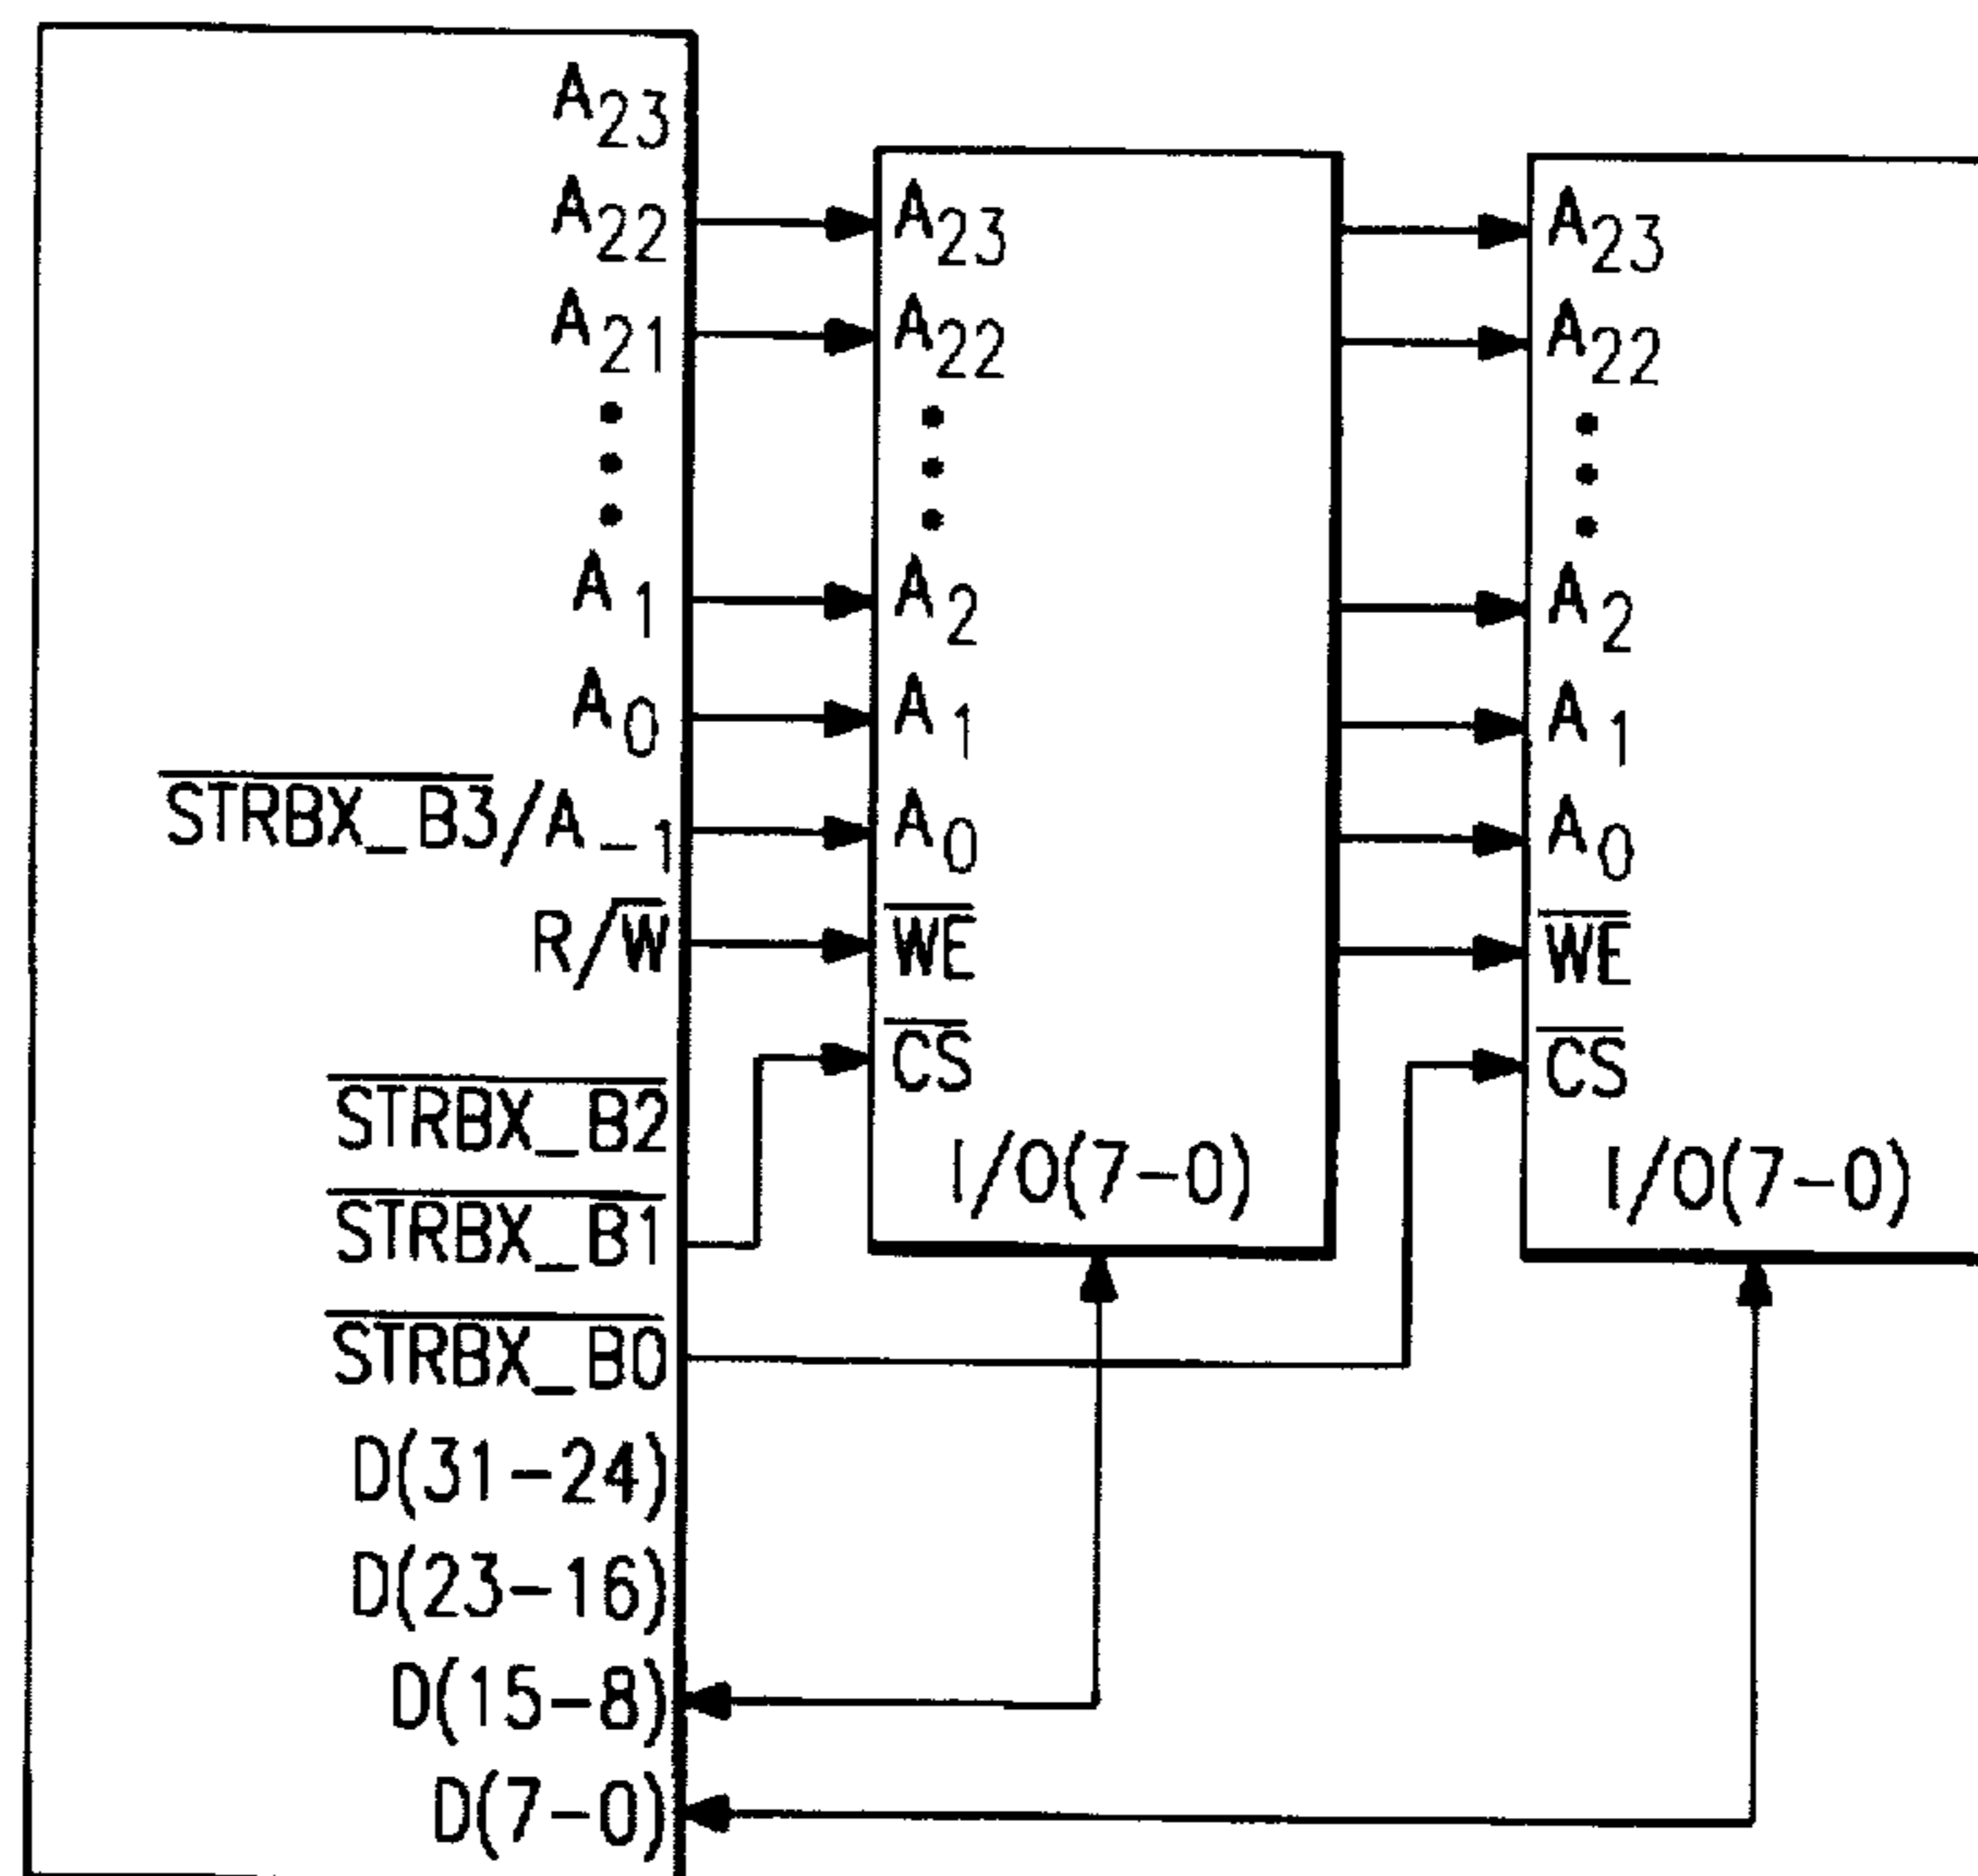 A23
A22
A21
A1
A0
STRBX_B3/A-1
R/W
STRBX_B2
STRBX_B1
STRBX_B0
D(31-24)
D(23-16)
D(15-8)
D(7-0)
A23
A22
A2
A1
A0
WE
CS
I/O(7-0)
A23
A22
A2
A1
A0
WE
CS
I/O(7-0)